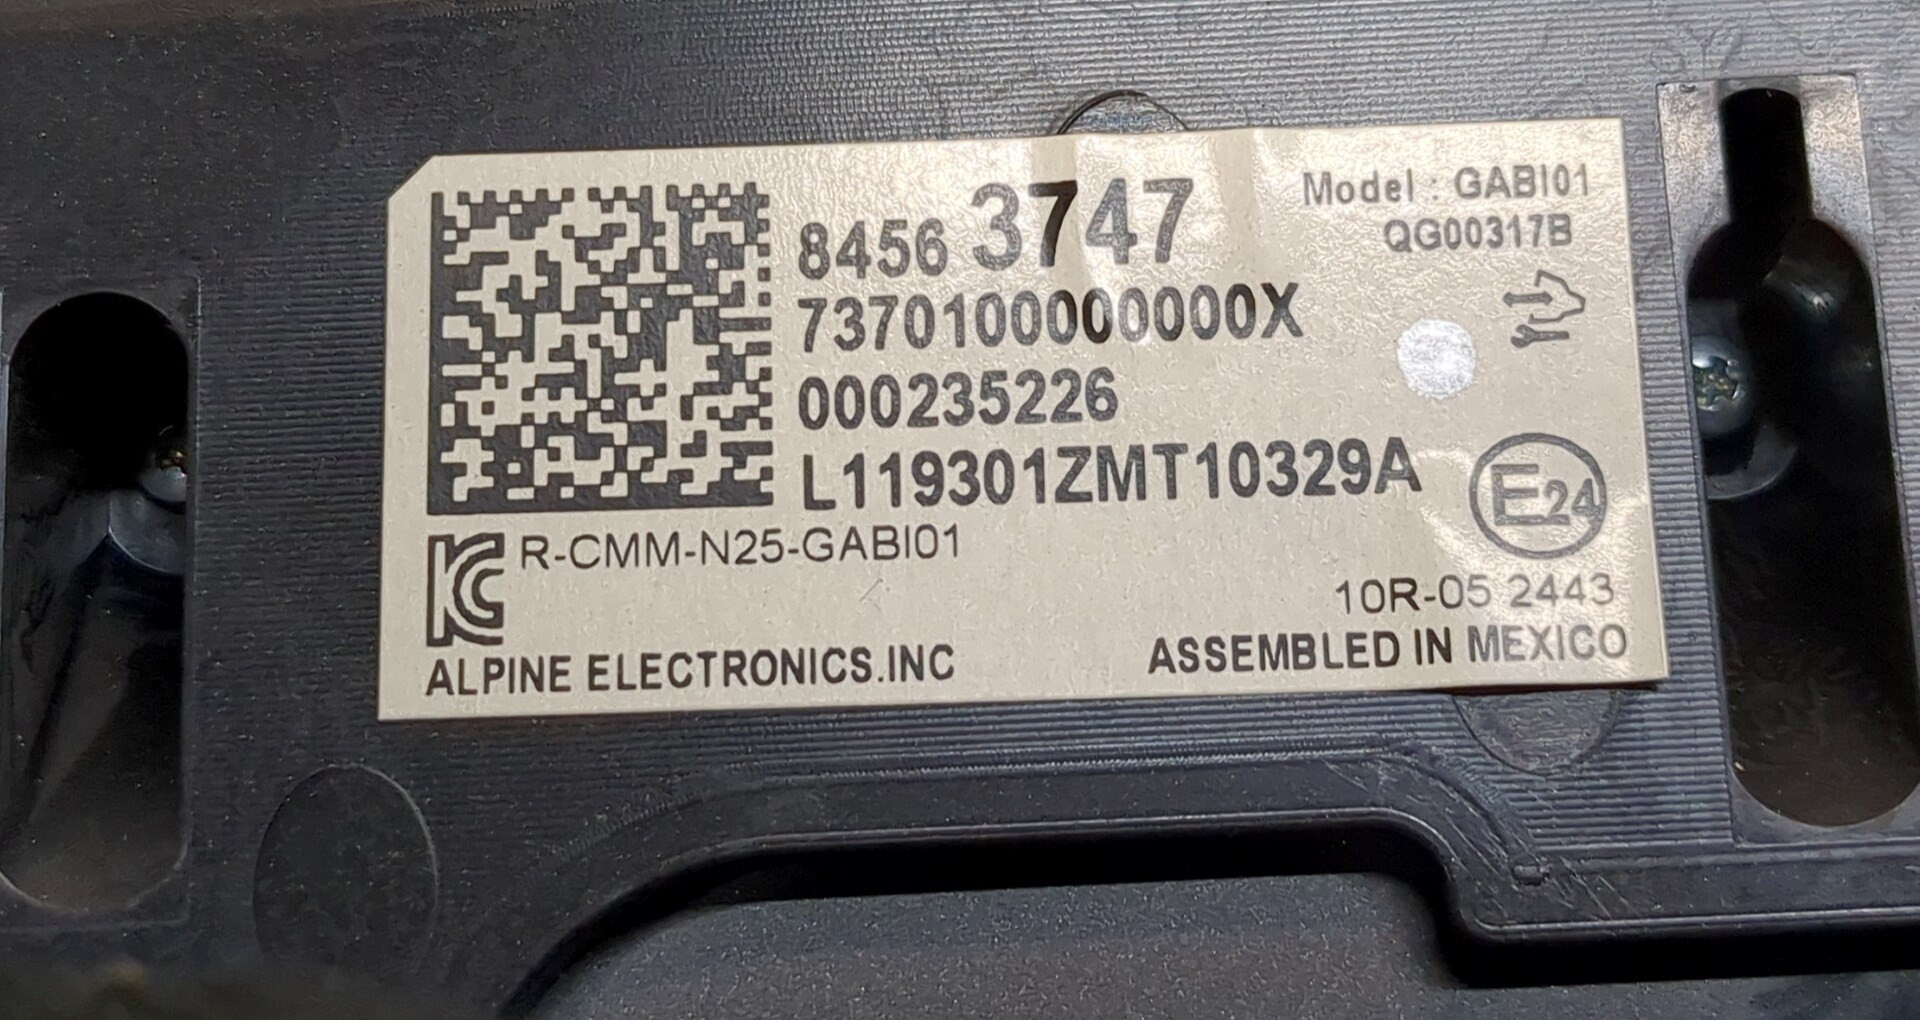 8456 3747
Model : GABI01
QG00317B
7370100000000X
000235226
L119301ZMT10329A
E24
R-CMM-N25-GABI01
10R-05 2443
ALPINE ELECTRONICS.INC
ASSEMBLED IN MEXICO